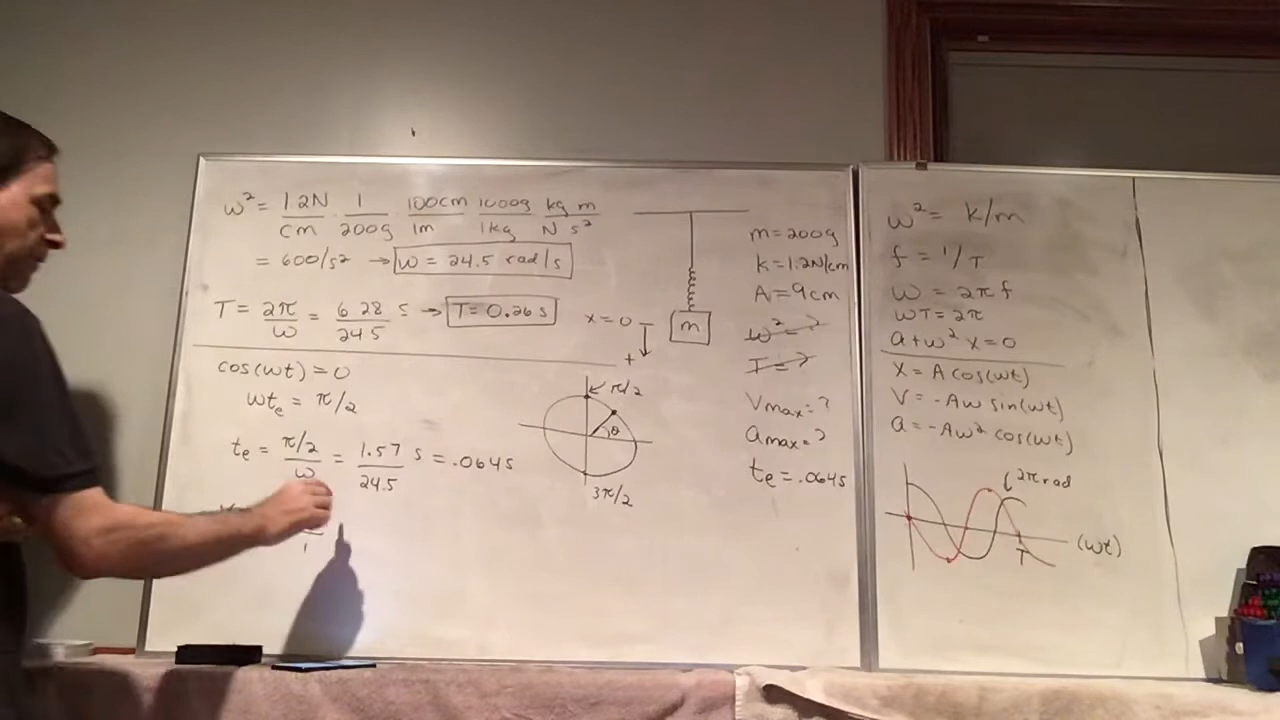 ω² = 1.2N/cm · 1/200g · 100cm/1m · 1000g/1kg · kg m/N s²
= 600/s² → ω = 24.5 rad/s
T = 2π/ω = 6.28/24.5 s → T = 0.26 s
cos(ωt) = 0
ωtₑ = π/2
tₑ = π/2/ω = 1.57/24.5 s = .064s
x=0
+
m
π/2
θ
3π/2
m = 200g
k = 1.2N/cm
A = 9cm
ω² = ?
T = ?
Vmax = ?
amax = ?
tₑ = .064s
ω² = k/m
f = 1/T
ω = 2πf
ωT = 2π
a + ω² x = 0
x = A cos(ωt)
V = -Aω sin(ωt)
a = -Aω² cos(ωt)
2π rad
T
(ωt)